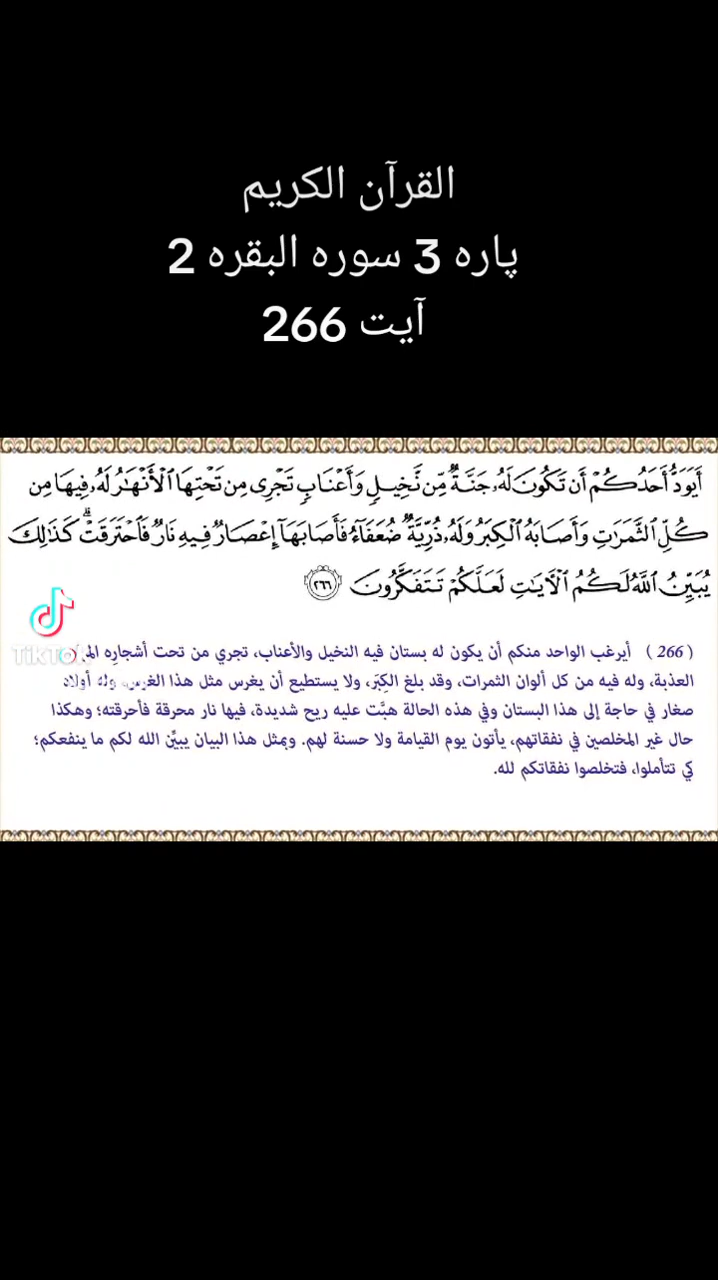 القرآن الكريم
پاره 3 سوره البقره 2
آيت 266
أَيَوَدُّ أَحَدُكُمْ أَن تَكُونَ لَهُۥ جَنَّةٌ مِّن نَّخِيلٍ وَأَعْنَابٍ تَجْرِى مِن تَحْتِهَا ٱلْأَنْهَـٰرُ لَهُۥ فِيهَا مِن
كُلِّ ٱلثَّمَرَٰتِ وَأَصَابَهُ ٱلْكِبَرُ وَلَهُۥ ذُرِّيَّةٌ ضُعَفَآءُ فَأَصَابَهَآ إِعْصَارٌ فِيهِ نَارٌ فَٱحْتَرَقَتْ ۗ كَذَٰلِكَ
يُبَيِّنُ ٱللَّهُ لَكُمُ ٱلْـَٔايَـٰتِ لَعَلَّكُمْ تَتَفَكَّرُونَ ﴿٢٦٦﴾
( 266 ) أيرغب الواحد منكم أن يكون له بستان فيه النخيل والأعناب، تجري من تحت أشجارِه
العذبة، وله فيه من كل ألوان الثمرات، وقد بلغ الكِبَر، ولا يستطيع أن يغرس مثل هذا الغرس، وله أولاد
صغار في حاجة إلى هذا البستان وفي هذه الحالة هبَّت عليه ريح شديدة، فيها نار محرقة فأحرقته؛ وهكذا
حال غير المخلصين في نفقاتهم، يأتون يوم القيامة ولا حسنة لهم. وبمثل هذا البيان يبيِّن الله لكم ما ينفعكم؛
كي تتأملوا، فتخلصوا نفقاتكم لله.
TikTok